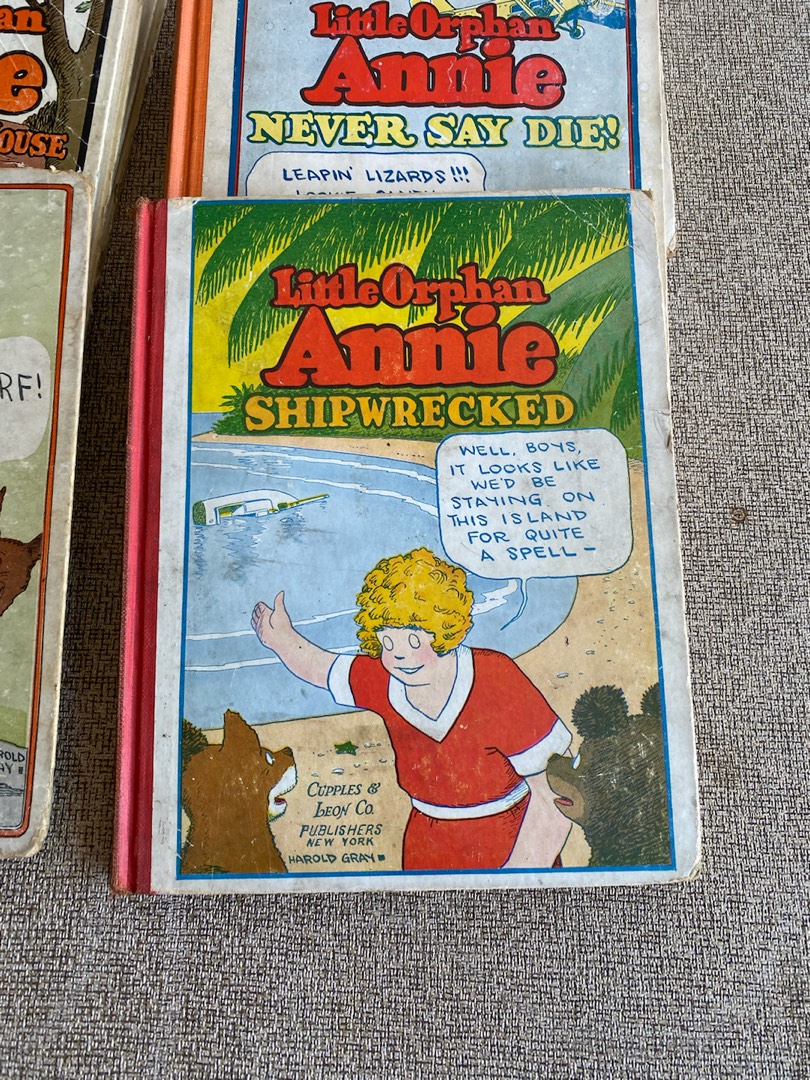 an
e
OUSE
RF!
ROLD
AY
Little Orphan
Annie
NEVER SAY DIE!
LEAPIN' LIZARDS!!!
Little Orphan
Annie
SHIPWRECKED
WELL, BOYS,
IT LOOKS LIKE
WE'D BE
STAYING ON
THIS ISLAND
FOR QUITE
A SPELL -
CUPPLES &
LEON CO.
PUBLISHERS
NEW YORK
HAROLD GRAY